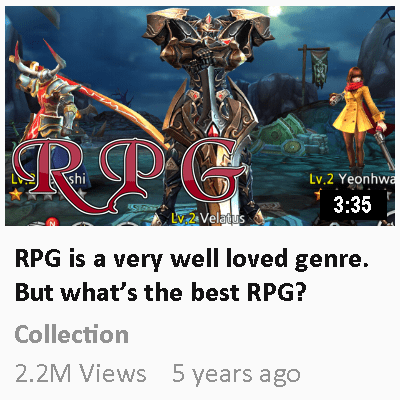 RPG
Lv.2
shi
Lv.2 Velatus
Lv.2 Yeonhwa
N
3:35
RPG is a very well loved genre.
But what’s the best RPG?
Collection
2.2M Views 5 years ago